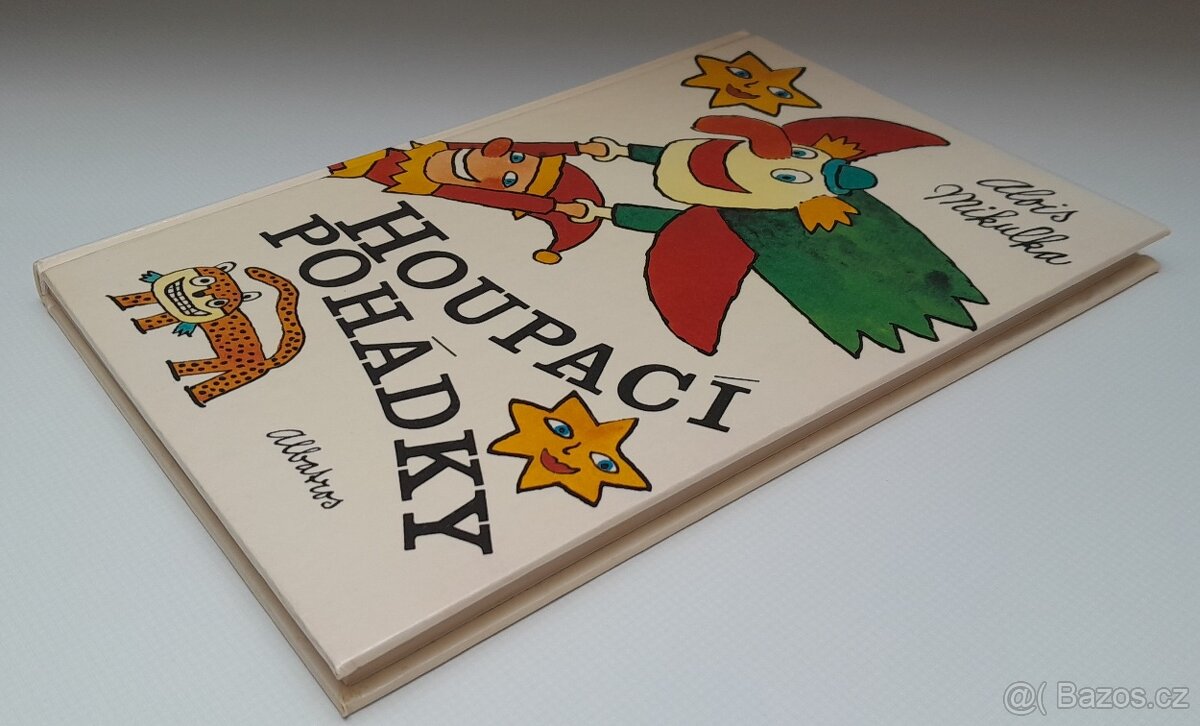 Alois
Mikulka
HOUPACÍ
POHÁDKY
Albatros
@( Bazos.cz